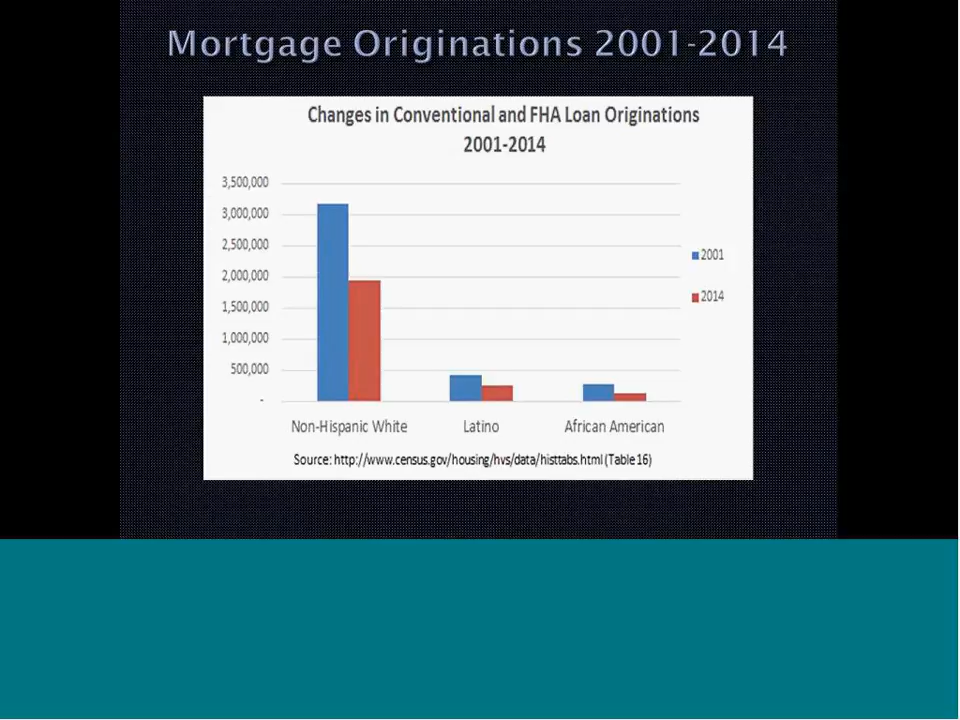 Mortgage Originations 2001-2014
Changes in Conventional and FHA Loan Originations
2001-2014
3,500,000
3,000,000
2,500,000
2,000,000
1,500,000
1,000,000
500,000
-
2001
2014
Non-Hispanic White
Latino
African American
Source: http://www.census.gov/housing/hvs/data/histtabs.html (Table 16)